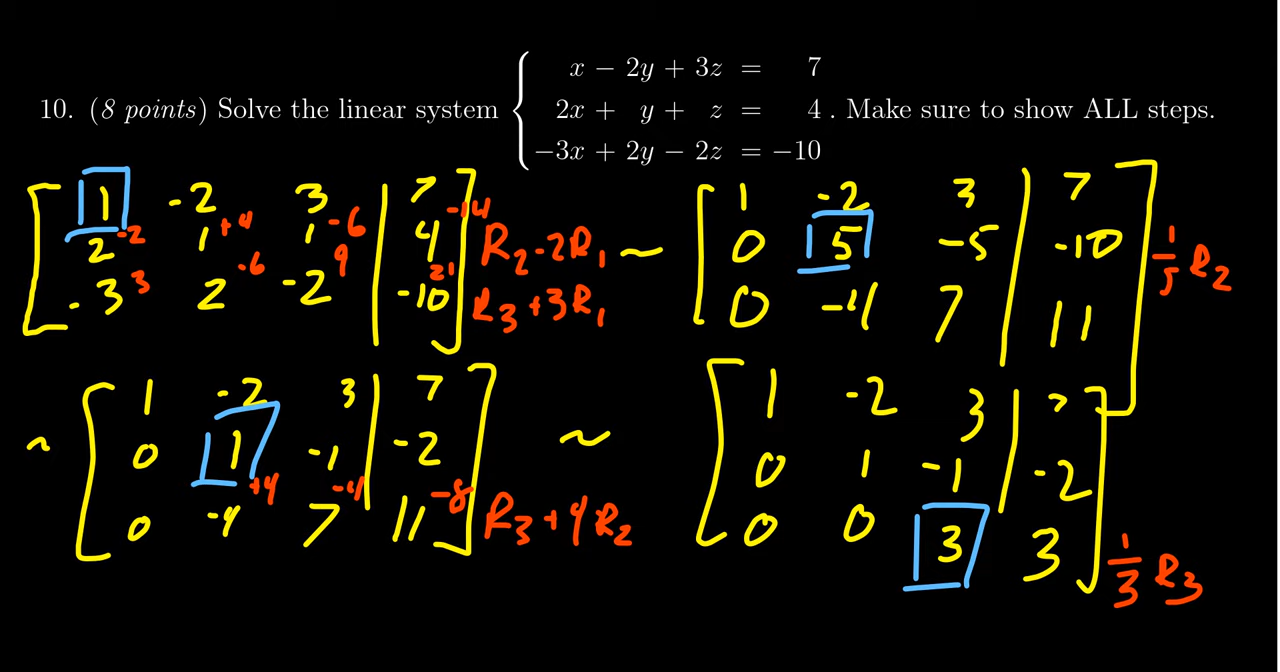 10. (8 points) Solve the linear system { x − 2y + 3z = 7
2x + y + z = 4
−3x + 2y − 2z = −10 . Make sure to show ALL steps.
[ 1 -2 3 | 7 ]
-2 +4 -6 -14
[ 2 1 1 | 4 ] R2 - 2R1
3 -6 9 21
[ -3 2 -2 | -10 ] R3 + 3R1
~ [ 1 -2 3 | 7 ]
[ 0 5 -5 | -10 ] 1/5 R2
[ 0 -4 7 | 11 ]
~ [ 1 -2 3 | 7 ]
[ 0 1 -1 | -2 ]
+4 -4 -8
[ 0 -4 7 | 11 ] R3 + 4R2
~ [ 1 -2 3 | 7 ]
[ 0 1 -1 | -2 ]
[ 0 0 3 | 3 ] 1/3 R3